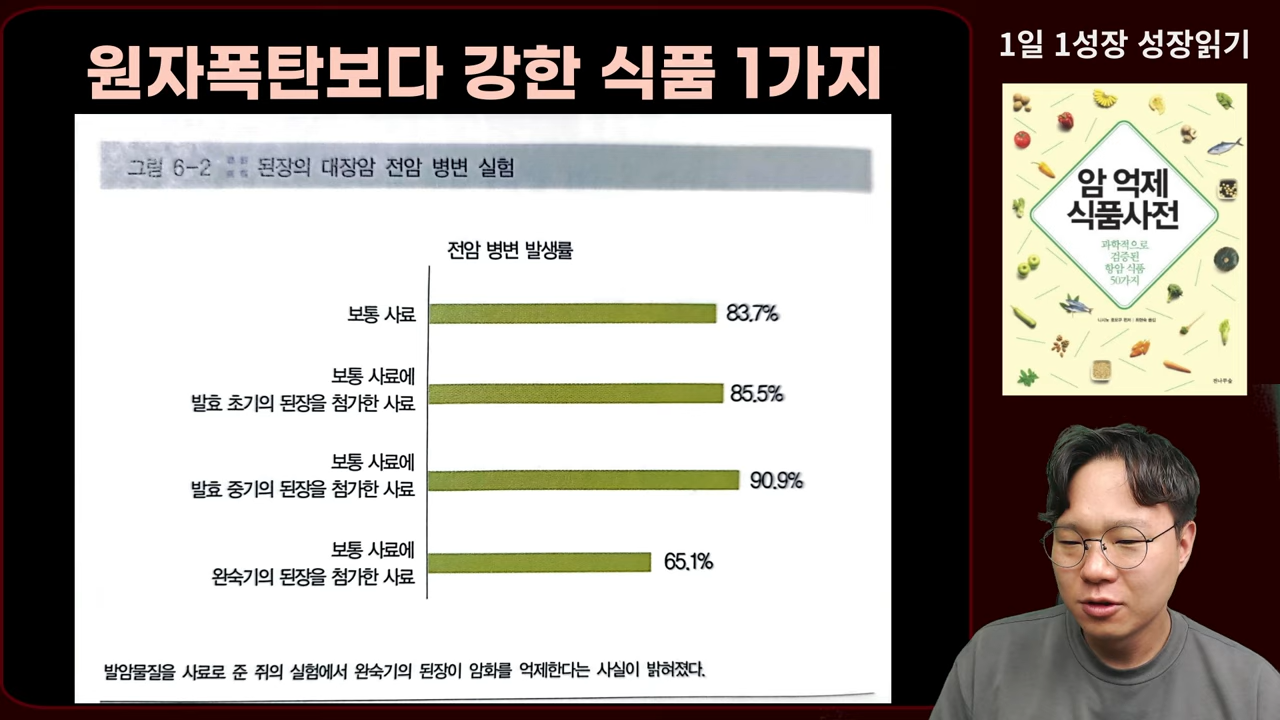 원자폭탄보다 강한 식품 1가지
그림 6-2 된장의 대장암 전암 병변 실험
전암 병변 발생률
보통 사료 83.7%
보통 사료에
발효 초기의 된장을 첨가한 사료 85.5%
보통 사료에
발효 중기의 된장을 첨가한 사료 90.9%
보통 사료에
완숙기의 된장을 첨가한 사료 65.1%
발암물질을 사료로 준 쥐의 실험에서 완숙기의 된장이 암화를 억제한다는 사실이 밝혀졌다.
1일 1성장 성장읽기
암 억제
식품사전
과학적으로
검증된
항암 식품
50가지
전나무숲